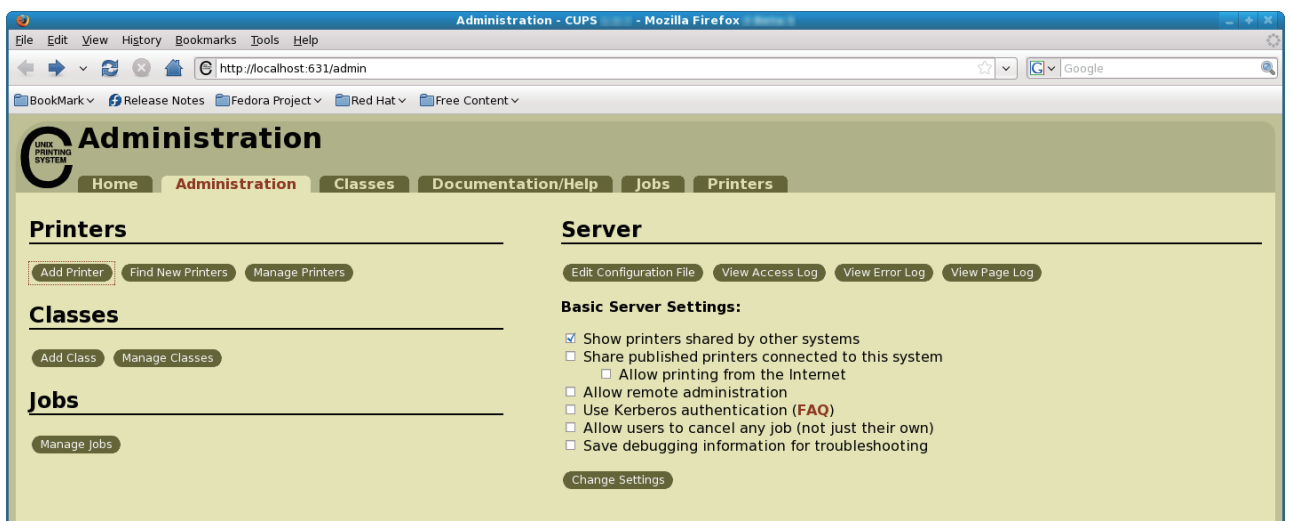 Administration - CUPS - Mozilla Firefox
File Edit View History Bookmarks Tools Help
http://localhost:631/admin
G Google
BookMark Release Notes Fedora Project Red Hat Free Content
UNIX
PRINTING
SYSTEM
Administration
Home Administration Classes Documentation/Help Jobs Printers
Printers
Add Printer Find New Printers Manage Printers
Classes
Add Class Manage Classes
Jobs
Manage Jobs
Server
Edit Configuration File View Access Log View Error Log View Page Log
Basic Server Settings:
Show printers shared by other systems
Share published printers connected to this system
Allow printing from the Internet
Allow remote administration
Use Kerberos authentication (FAQ)
Allow users to cancel any job (not just their own)
Save debugging information for troubleshooting
Change Settings